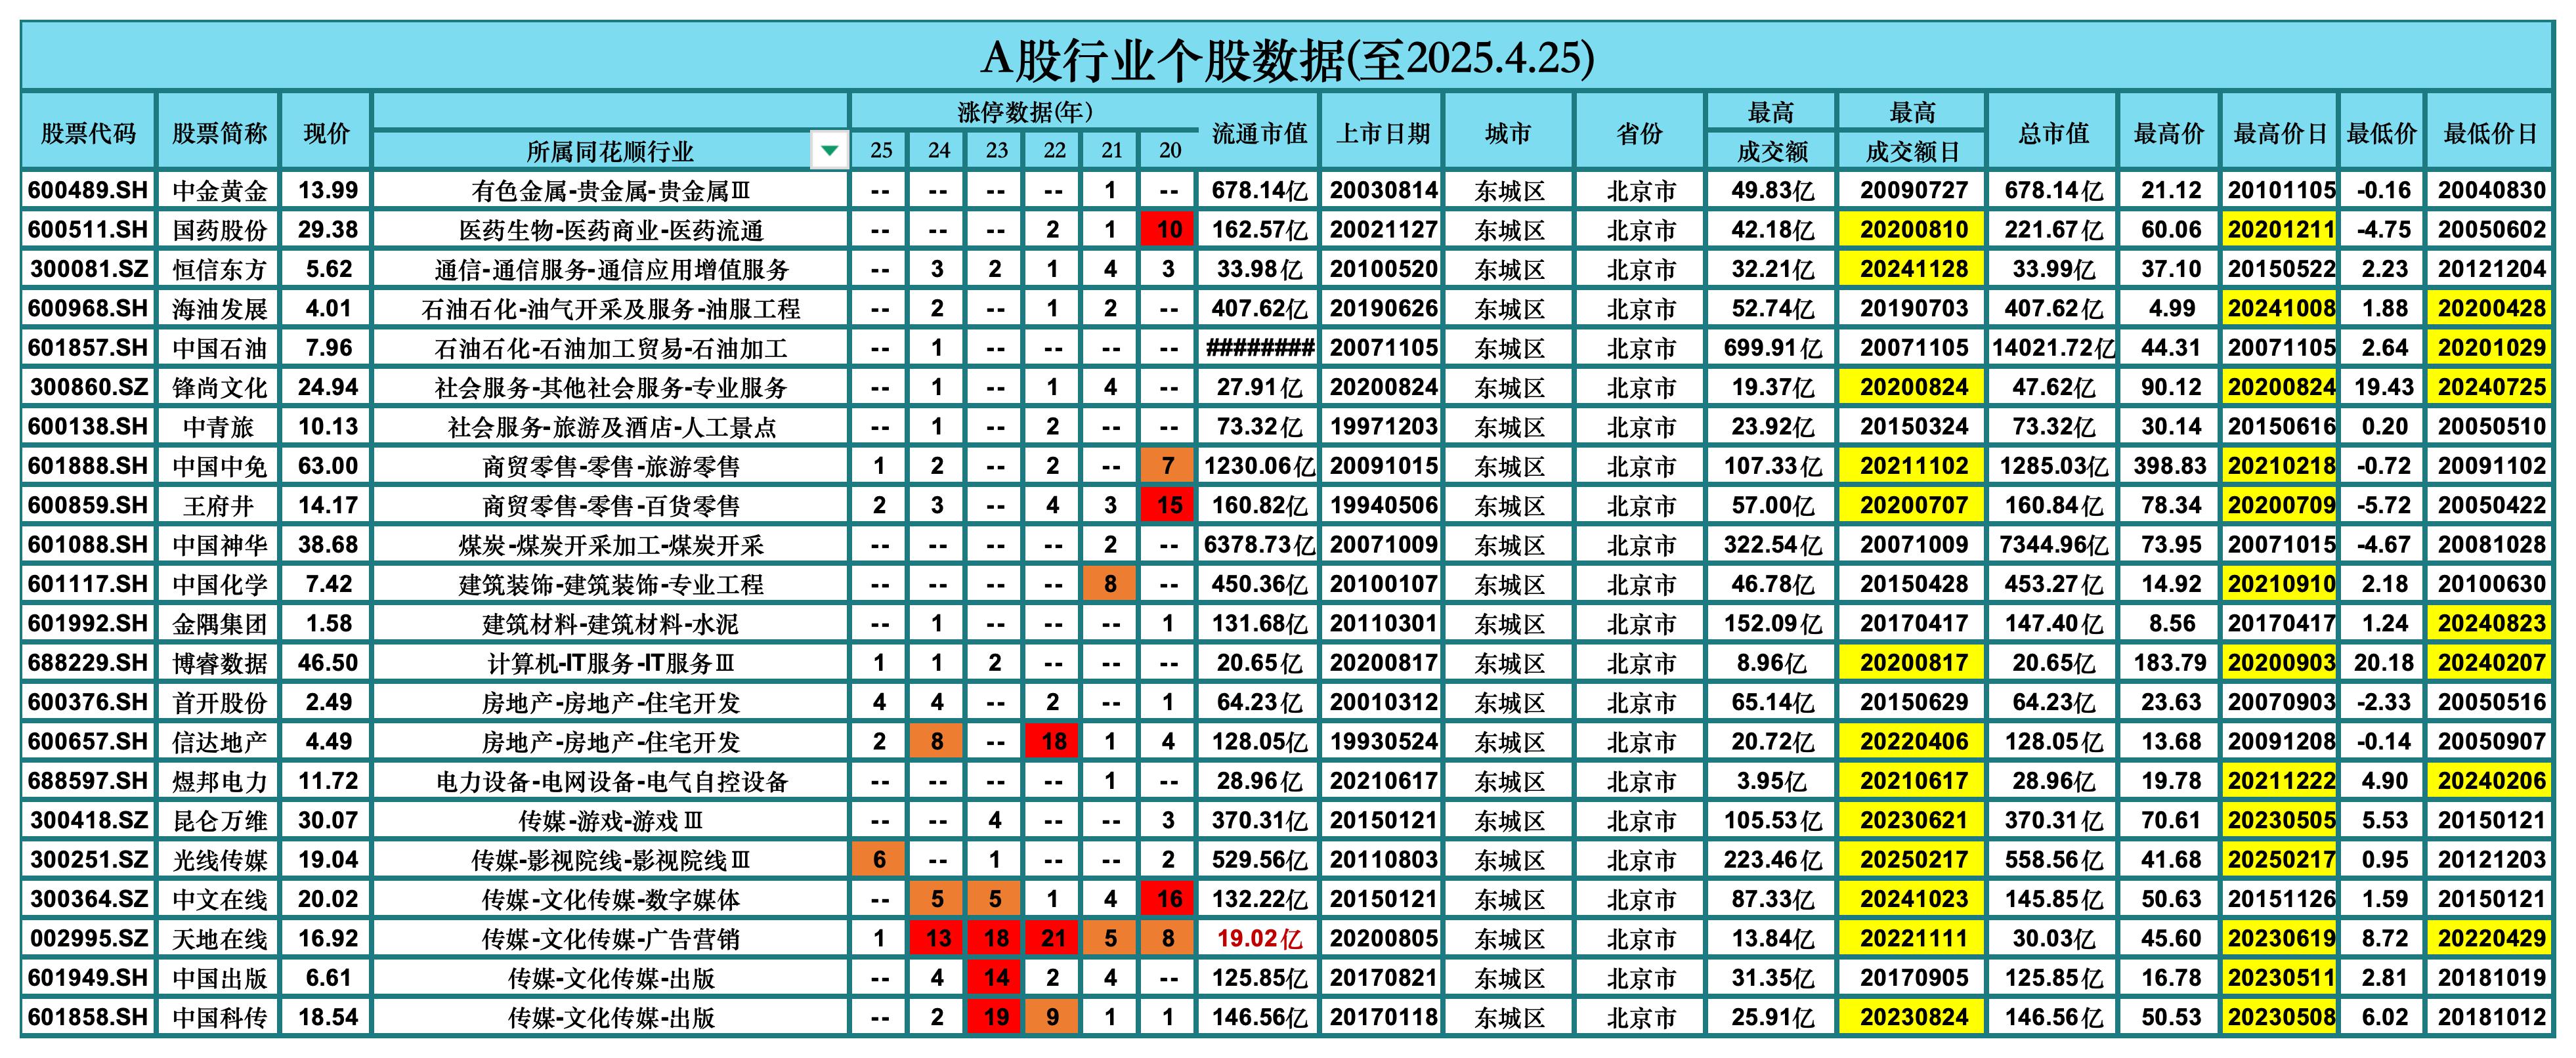 A股行业个股数据(至2025.4.25)
股票代码 股票简称 现价 所属同花顺行业 涨停数据(年) 25 24 23 22 21 20 流通市值 上市日期 城市 省份 最高成交额 最高成交额日 总市值 最高价 最高价日 最低价 最低价日
600489.SH 中金黄金 13.99 有色金属-贵金属-贵金属Ⅲ -- -- -- -- 1 -- 678.14亿 20030814 东城区 北京市 49.83亿 20090727 678.14亿 21.12 20101105 -0.16 20040830
600511.SH 国药股份 29.38 医药生物-医药商业-医药流通 -- -- -- 2 1 10 162.57亿 20021127 东城区 北京市 42.18亿 20200810 221.67亿 60.06 20201211 -4.75 20050602
300081.SZ 恒信东方 5.62 通信-通信服务-通信应用增值服务 -- 3 2 1 4 3 33.98亿 20100520 东城区 北京市 32.21亿 20241128 33.99亿 37.10 20150522 2.23 20121204
600968.SH 海油发展 4.01 石油石化-油气开采及服务-油服工程 -- 2 -- 1 2 -- 407.62亿 20190626 东城区 北京市 52.74亿 20190703 407.62亿 4.99 20241008 1.88 20200428
601857.SH 中国石油 7.96 石油石化-石油加工贸易-石油加工 -- 1 -- -- -- -- ######## 20071105 东城区 北京市 699.91亿 20071105 14021.72亿 44.31 20071105 2.64 20201029
300860.SZ 锋尚文化 24.94 社会服务-其他社会服务-专业服务 -- 1 -- 1 4 -- 27.91亿 20200824 东城区 北京市 19.37亿 20200824 47.62亿 90.12 20200824 19.43 20240725
600138.SH 中青旅 10.13 社会服务-旅游及酒店-人工景点 -- 1 -- 2 -- -- 73.32亿 19971203 东城区 北京市 23.92亿 20150324 73.32亿 30.14 20150616 0.20 20050510
601888.SH 中国中免 63.00 商贸零售-零售-旅游零售 1 2 -- 2 -- 7 1230.06亿 20091015 东城区 北京市 107.33亿 20211102 1285.03亿 398.83 20210218 -0.72 20091102
600859.SH 王府井 14.17 商贸零售-零售-百货零售 2 3 -- 4 3 15 160.82亿 19940506 东城区 北京市 57.00亿 20200707 160.84亿 78.34 20200709 -5.72 20050422
601088.SH 中国神华 38.68 煤炭-煤炭开采加工-煤炭开采 -- -- -- -- 2 -- 6378.73亿 20071009 东城区 北京市 322.54亿 20071009 7344.96亿 73.95 20071015 -4.67 20081028
601117.SH 中国化学 7.42 建筑装饰-建筑装饰-专业工程 -- -- -- -- 8 -- 450.36亿 20100107 东城区 北京市 46.78亿 20150428 453.27亿 14.92 20210910 2.18 20100630
601992.SH 金隅集团 1.58 建筑材料-建筑材料-水泥 -- 1 -- -- -- 1 131.68亿 20110301 东城区 北京市 152.09亿 20170417 147.40亿 8.56 20170417 1.24 20240823
688229.SH 博睿数据 46.50 计算机-IT服务-IT服务Ⅲ 1 1 2 -- -- -- 20.65亿 20200817 东城区 北京市 8.96亿 20200817 20.65亿 183.79 20200903 20.18 20240207
600376.SH 首开股份 2.49 房地产-房地产-住宅开发 4 4 -- 2 -- 1 64.23亿 20010312 东城区 北京市 65.14亿 20150629 64.23亿 23.63 20070903 -2.33 20050516
600657.SH 信达地产 4.49 房地产-房地产-住宅开发 2 8 -- 18 1 4 128.05亿 19930524 东城区 北京市 20.72亿 20220406 128.05亿 13.68 20091208 -0.14 20050907
688597.SH 煜邦电力 11.72 电力设备-电网设备-电气自控设备 -- -- -- -- 1 -- 28.96亿 20210617 东城区 北京市 3.95亿 20210617 28.96亿 19.78 20211222 4.90 20240206
300418.SZ 昆仑万维 30.07 传媒-游戏-游戏Ⅲ -- -- 4 -- -- 3 370.31亿 20150121 东城区 北京市 105.53亿 20230621 370.31亿 70.61 20230505 5.53 20150121
300251.SZ 光线传媒 19.04 传媒-影视院线-影视院线Ⅲ 6 -- 1 -- -- 2 529.56亿 20110803 东城区 北京市 223.46亿 20250217 558.56亿 41.68 20250217 0.95 20121203
300364.SZ 中文在线 20.02 传媒-文化传媒-数字媒体 -- 5 5 1 4 16 132.22亿 20150121 东城区 北京市 87.33亿 20241023 145.85亿 50.63 20151126 1.59 20150121
002995.SZ 天地在线 16.92 传媒-文化传媒-广告营销 1 13 18 21 5 8 19.02亿 20200805 东城区 北京市 13.84亿 20221111 30.03亿 45.60 20230619 8.72 20220429
601949.SH 中国出版 6.61 传媒-文化传媒-出版 -- 4 14 2 4 -- 125.85亿 20170821 东城区 北京市 31.35亿 20170905 125.85亿 16.78 20230511 2.81 20181019
601858.SH 中国科传 18.54 传媒-文化传媒-出版 -- 2 19 9 1 1 146.56亿 20170118 东城区 北京市 25.91亿 20230824 146.56亿 50.53 20230508 6.02 20181012